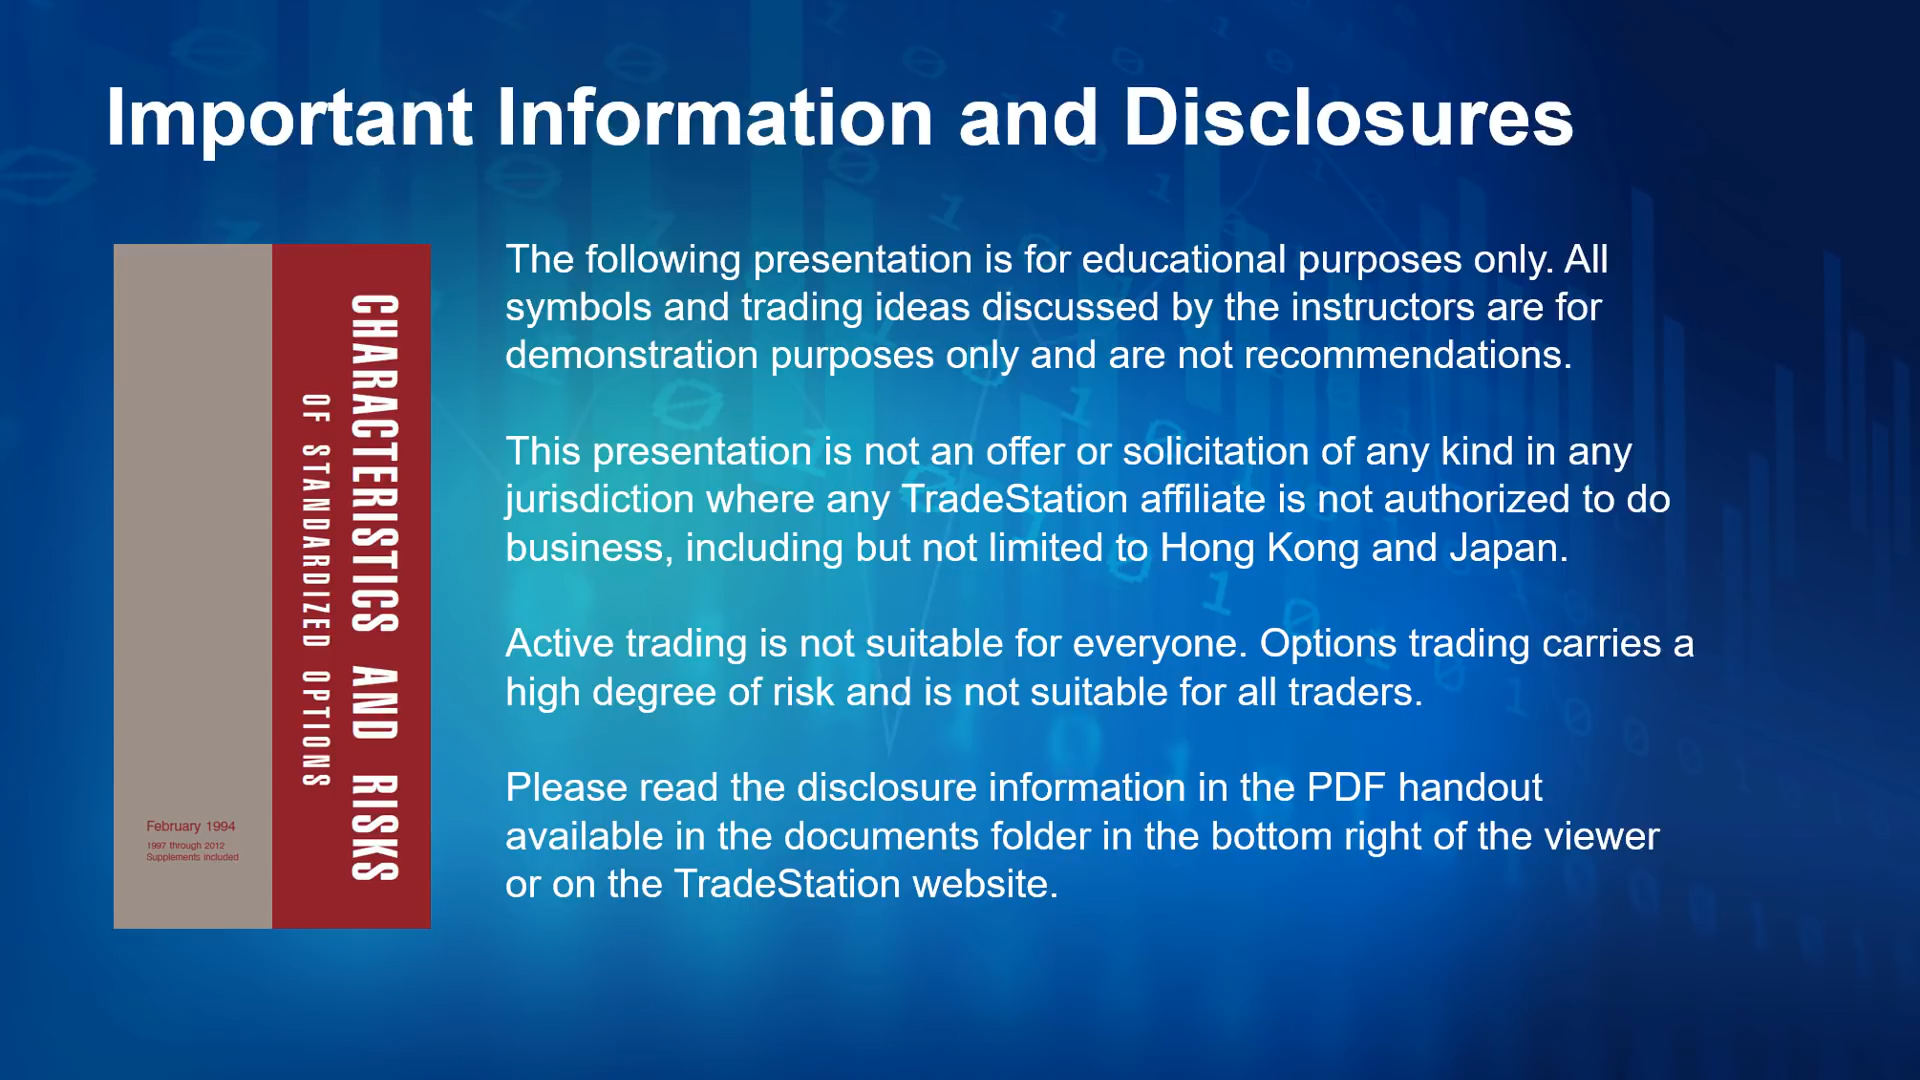 Important Information and Disclosures
CHARACTERISTICS AND RISKS
OF STANDARDIZED OPTIONS
February 1994
1997 through 2012
Supplements included
The following presentation is for educational purposes only. All
symbols and trading ideas discussed by the instructors are for
demonstration purposes only and are not recommendations.
This presentation is not an offer or solicitation of any kind in any
jurisdiction where any TradeStation affiliate is not authorized to do
business, including but not limited to Hong Kong and Japan.
Active trading is not suitable for everyone. Options trading carries a
high degree of risk and is not suitable for all traders.
Please read the disclosure information in the PDF handout
available in the documents folder in the bottom right of the viewer
or on the TradeStation website.